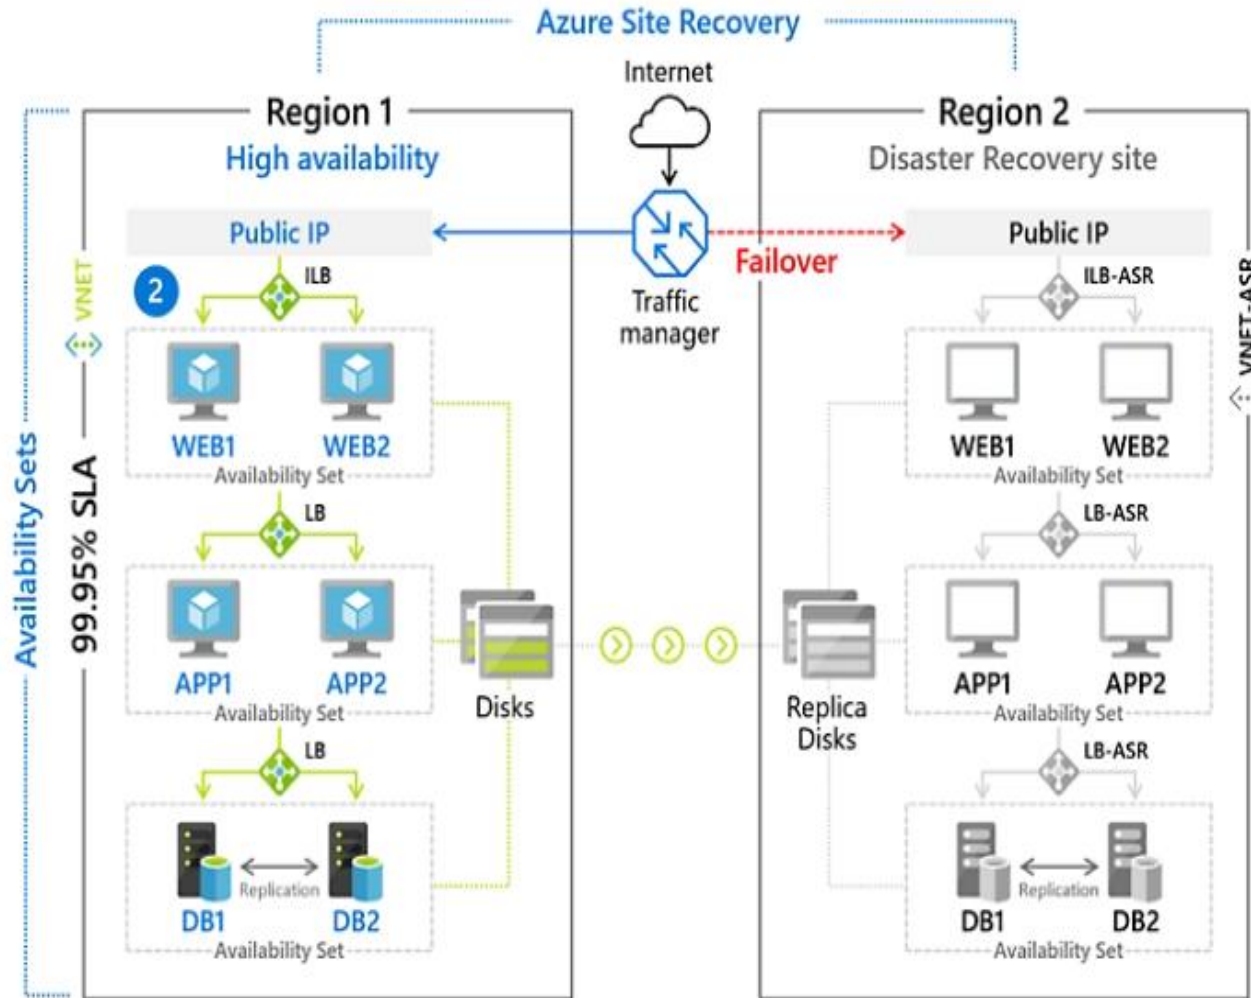 Azure Site Recovery
Internet
Region 1
High availability
Region 2
Disaster Recovery site
Public IP
Failover
Public IP
Traffic
manager
VNET
2
ILB
ILB-ASR
VNET-ASR
WEB1
WEB2
Availability Set
WEB1
WEB2
Availability Set
Availability Sets
99.95% SLA
LB
LB-ASR
APP1
APP2
Availability Set
Disks
Replica
Disks
APP1
APP2
Availability Set
LB
LB-ASR
Replication
DB1
DB2
Availability Set
Replication
DB1
DB2
Availability Set